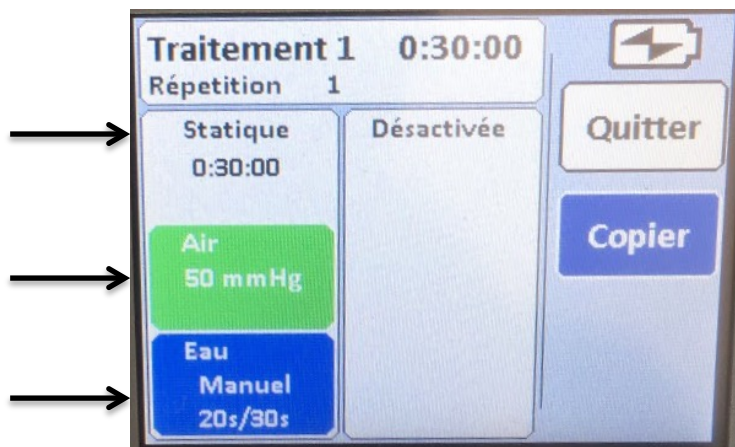 Traitement 1 0:30:00
Répetition 1
Statique
0:30:00
Air
50 mmHg
Eau
Manuel
20s/30s
Désactivée
Quitter
Copier